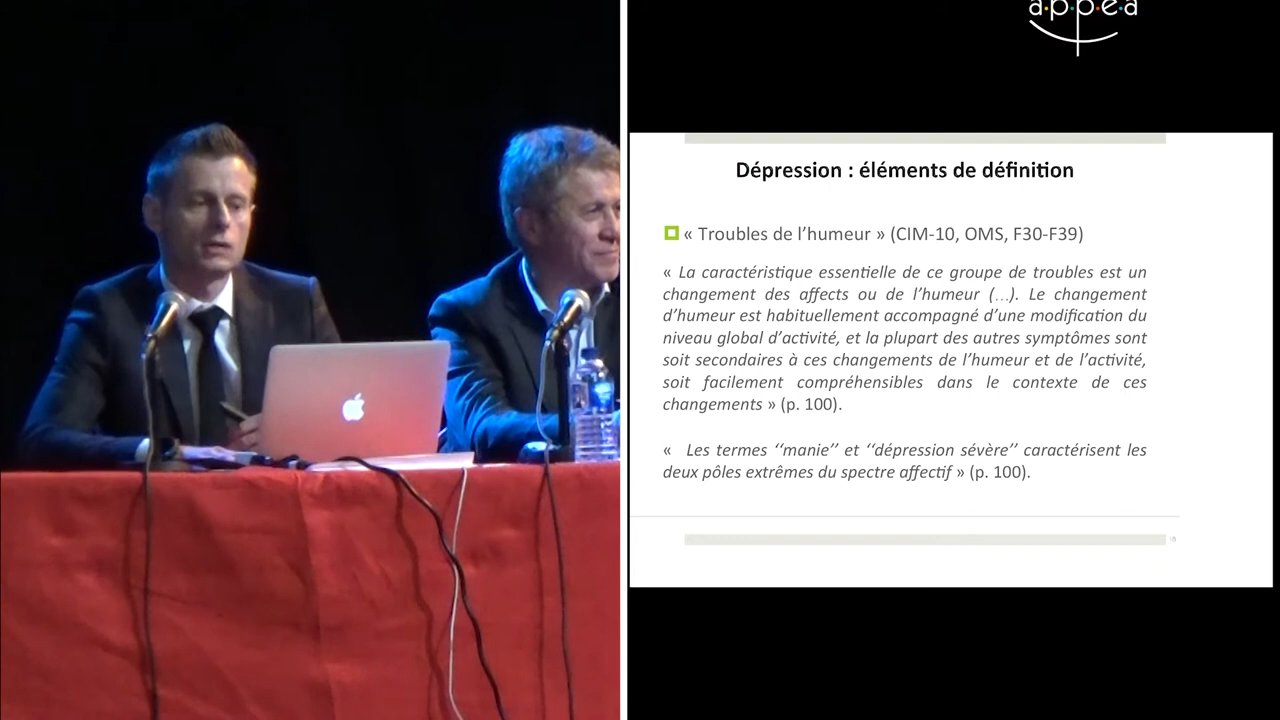 a·p·p·e·a
Dépression : éléments de définition
« Troubles de l’humeur » (CIM-10, OMS, F30-F39)
« La caractéristique essentielle de ce groupe de troubles est un
changement des affects ou de l’humeur (…). Le changement
d’humeur est habituellement accompagné d’une modification du
niveau global d’activité, et la plupart des autres symptômes sont
soit secondaires à ces changements de l’humeur et de l’activité,
soit facilement compréhensibles dans le contexte de ces
changements » (p. 100).
« Les termes ‘‘manie’’ et ‘‘dépression sévère’’ caractérisent les
deux pôles extrêmes du spectre affectif » (p. 100).